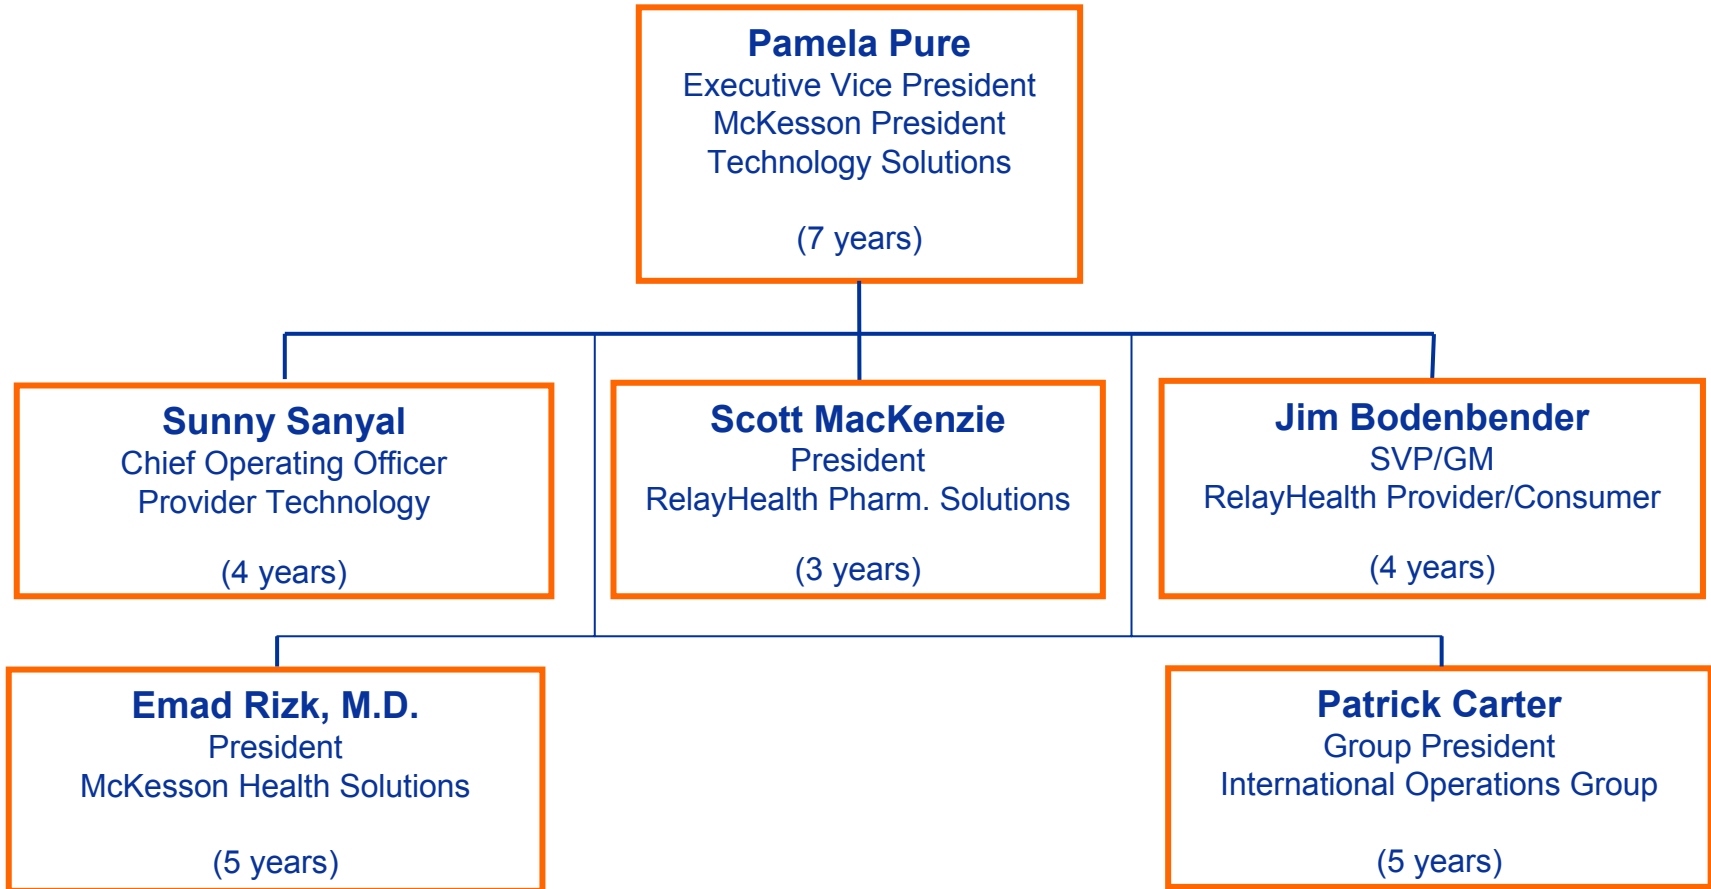 Pamela Pure
Executive Vice President
McKesson President
Technology Solutions
(7 years)
Sunny Sanyal
Chief Operating Officer
Provider Technology
(4 years)
Scott MacKenzie
President
RelayHealth Pharm. Solutions
(3 years)
Jim Bodenbender
SVP/GM
RelayHealth Provider/Consumer
(4 years)
Emad Rizk, M.D.
President
McKesson Health Solutions
(5 years)
Patrick Carter
Group President
International Operations Group
(5 years)